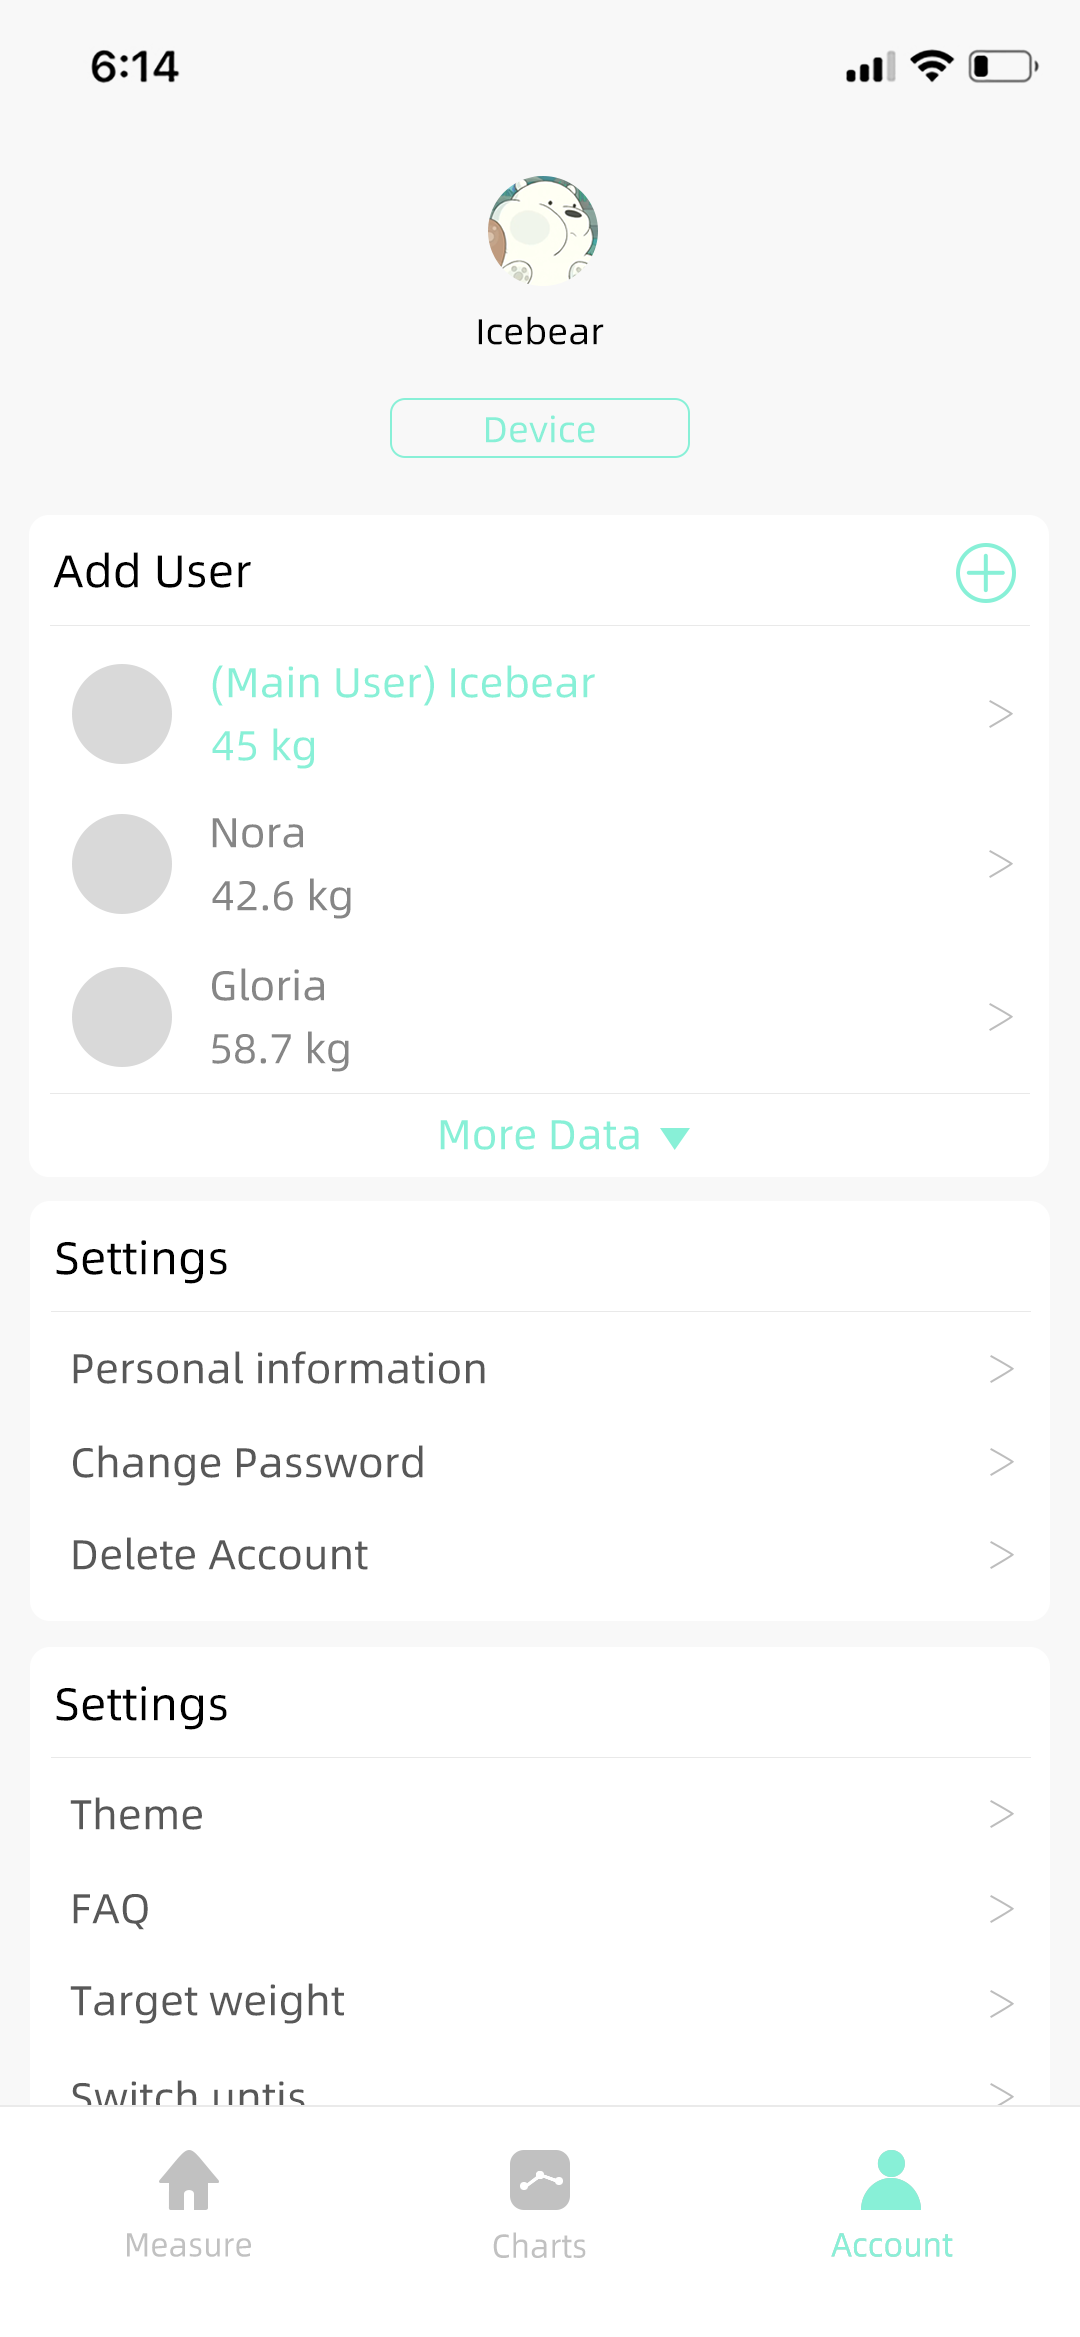 6:14
Icebear
Device
Add User
(Main User) Icebear
45 kg
Nora
42.6 kg
Gloria
58.7 kg
More Data
Settings
Personal information
Change Password
Delete Account
Settings
Theme
FAQ
Target weight
Switch untis
Measure
Charts
Account